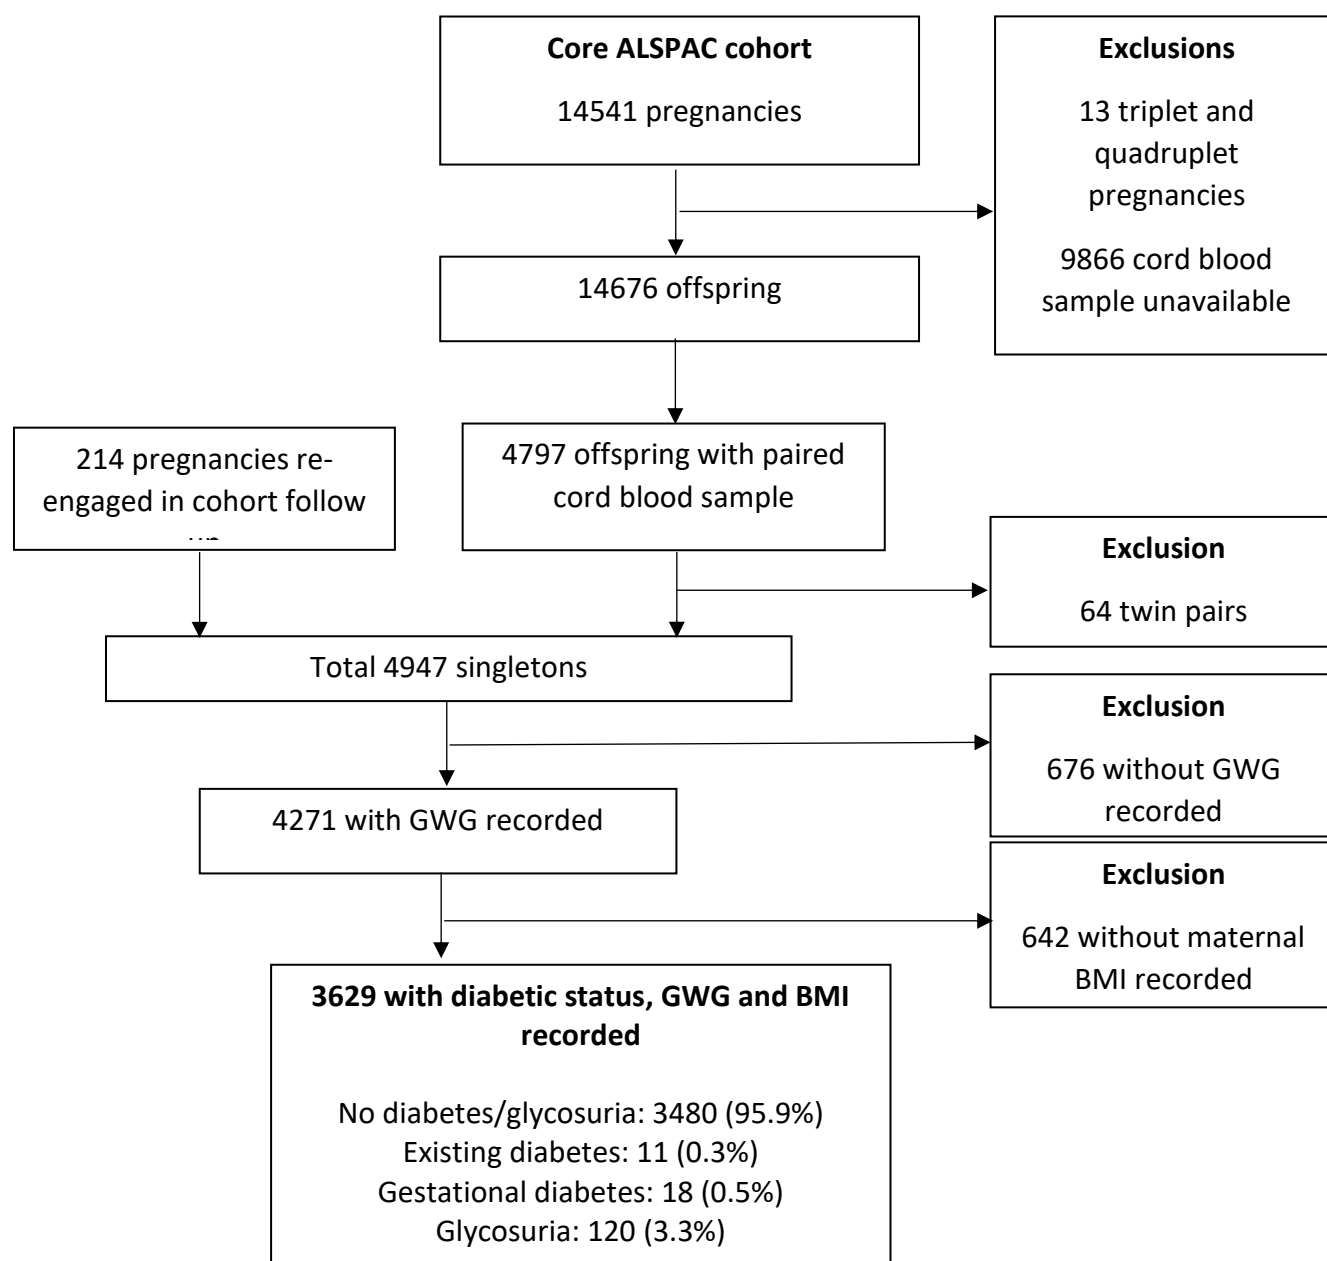 Core ALSPAC cohort
14541 pregnancies
Exclusions
13 triplet and
quadruplet
pregnancies
9866 cord blood
sample unavailable
14676 offspring
214 pregnancies re-
engaged in cohort follow
4797 offspring with paired
cord blood sample
Exclusion
64 twin pairs
Total 4947 singletons
Exclusion
676 without GWG
recorded
4271 with GWG recorded
Exclusion
642 without maternal
BMI recorded
3629 with diabetic status, GWG and BMI
recorded
No diabetes/glycosuria: 3480 (95.9%)
Existing diabetes: 11 (0.3%)
Gestational diabetes: 18 (0.5%)
Glycosuria: 120 (3.3%)